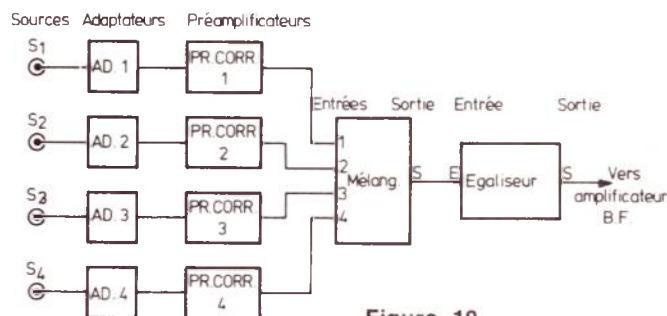 Sources Adaptateurs Préamplificateurs
S1
AD. 1
PR.CORR.
1
Entrées Sortie Entrée Sortie
S2
AD. 2
PR.CORR.
2
1
2
3
4
Mélang.
S
E
Egaliseur
S
Vers
amplificateur
B.F.
S3
AD. 3
PR.CORR.
3
S4
AD. 4
PR.CORR.
4